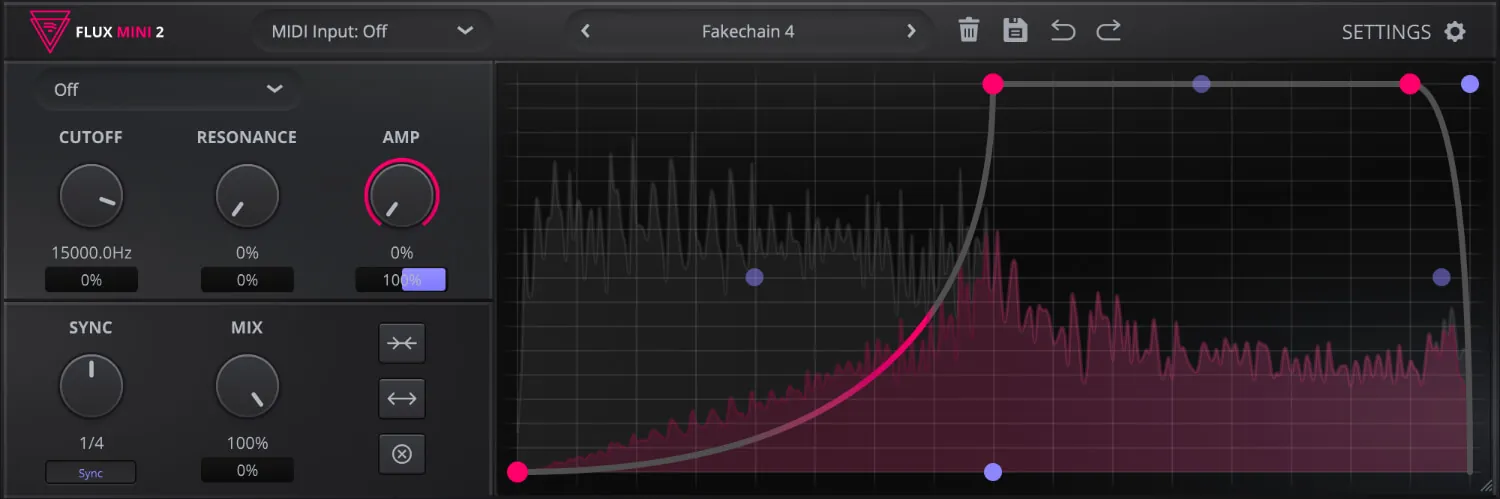 FLUX MINI 2
MIDI Input: Off
Fakechain 4
SETTINGS
Off
CUTOFF RESONANCE AMP
15000.0Hz 0% 0%
0% 0% 100%
SYNC MIX
1/4 100%
Sync 0%